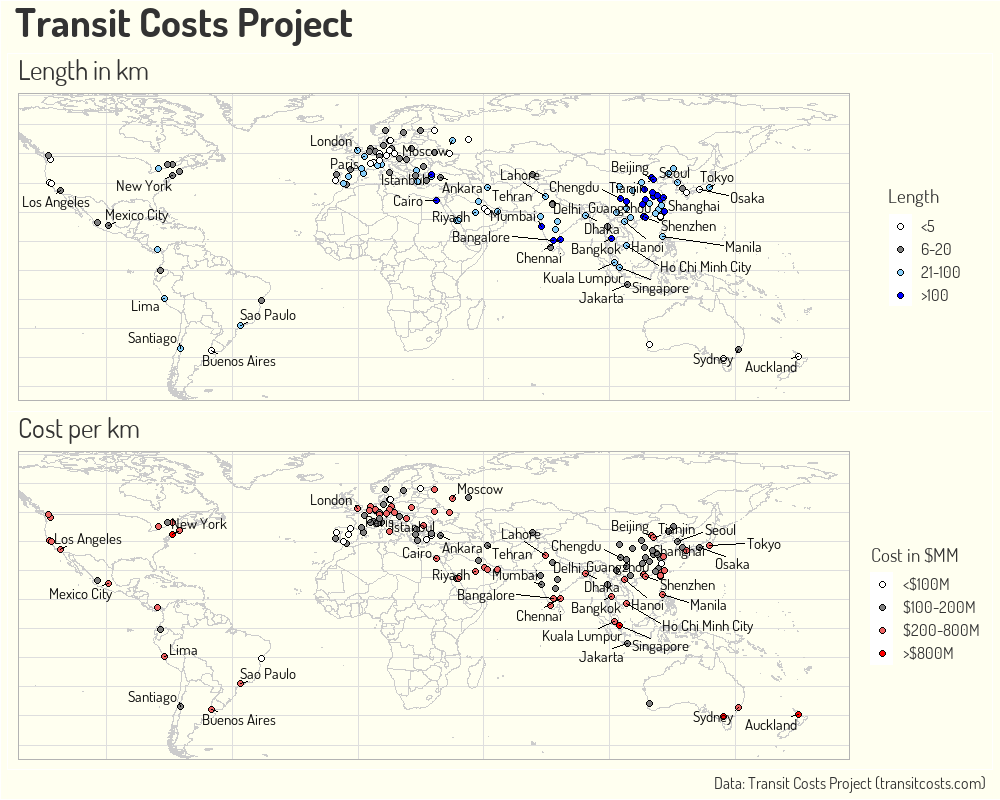 Transit Costs Project
Length in km
London
Paris
Moscow
Istanbul
Ankara
Lahore
Chengdu
Beijing
Tianjin
Seoul
Tokyo
Osaka
New York
Los Angeles
Mexico City
Cairo
Riyadh
Tehran
Mumbai
Delhi
Guangzhou
Shanghai
Dhaka
Shenzhen
Bangalore
Chennai
Bangkok
Hanoi
Manila
Ho Chi Minh City
Kuala Lumpur
Singapore
Jakarta
Lima
Sao Paulo
Santiago
Buenos Aires
Sydney
Auckland
Length
<5
6-20
21-100
>100
Cost per km
London
Moscow
New York
Los Angeles
Paris
Istanbul
Mexico City
Cairo
Ankara
Lahore
Tehran
Chengdu
Beijing
Tianjin
Seoul
Shanghai
Tokyo
Osaka
Riyadh
Mumbai
Delhi
Guangzhou
Dhaka
Shenzhen
Bangalore
Chennai
Bangkok
Hanoi
Manila
Ho Chi Minh City
Kuala Lumpur
Singapore
Jakarta
Lima
Sao Paulo
Santiago
Buenos Aires
Sydney
Auckland
Cost in $MM
<$100M
$100-200M
$200-800M
>$800M
Data: Transit Costs Project (transitcosts.com)